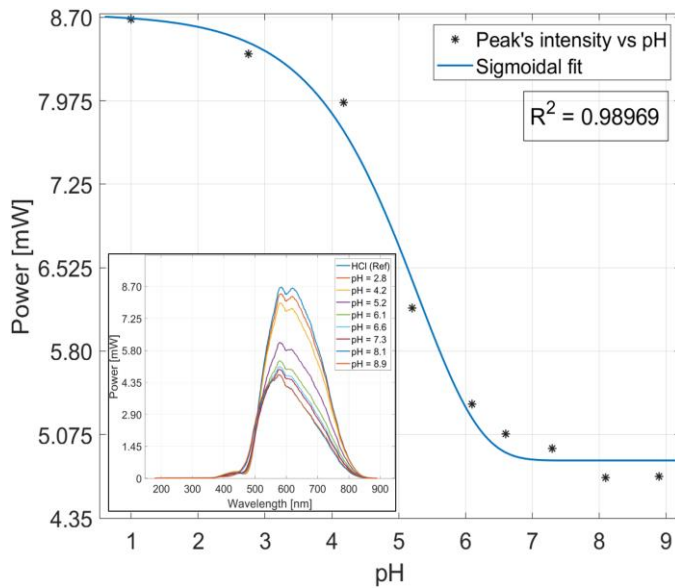 8.70
7.975
7.25
6.525
5.80
5.075
4.35
Power [mW]
1 2 3 4 5 6 7 8 9
pH
Peak's intensity vs pH
Sigmoidal fit
R² = 0.98969
8.70
7.25
5.80
4.35
2.90
1.45
0
Power [mW]
200 300 400 500 600 700 800 900
Wavelength [nm]
HCl (Ref)
pH = 2.8
pH = 4.2
pH = 5.2
pH = 6.1
pH = 6.6
pH = 7.3
pH = 8.1
pH = 8.9